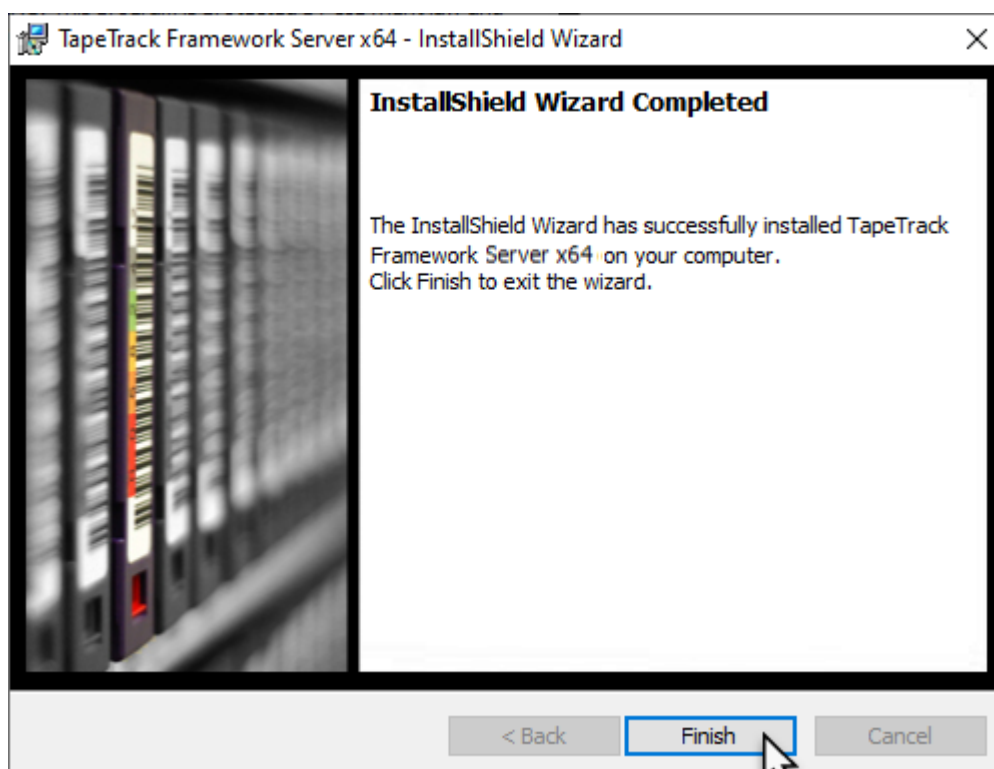 TapeTrack Framework Server x64 - InstallShield Wizard
InstallShield Wizard Completed
The InstallShield Wizard has successfully installed TapeTrack
Framework Server x64 on your computer.
Click Finish to exit the wizard.
< Back
Finish
Cancel